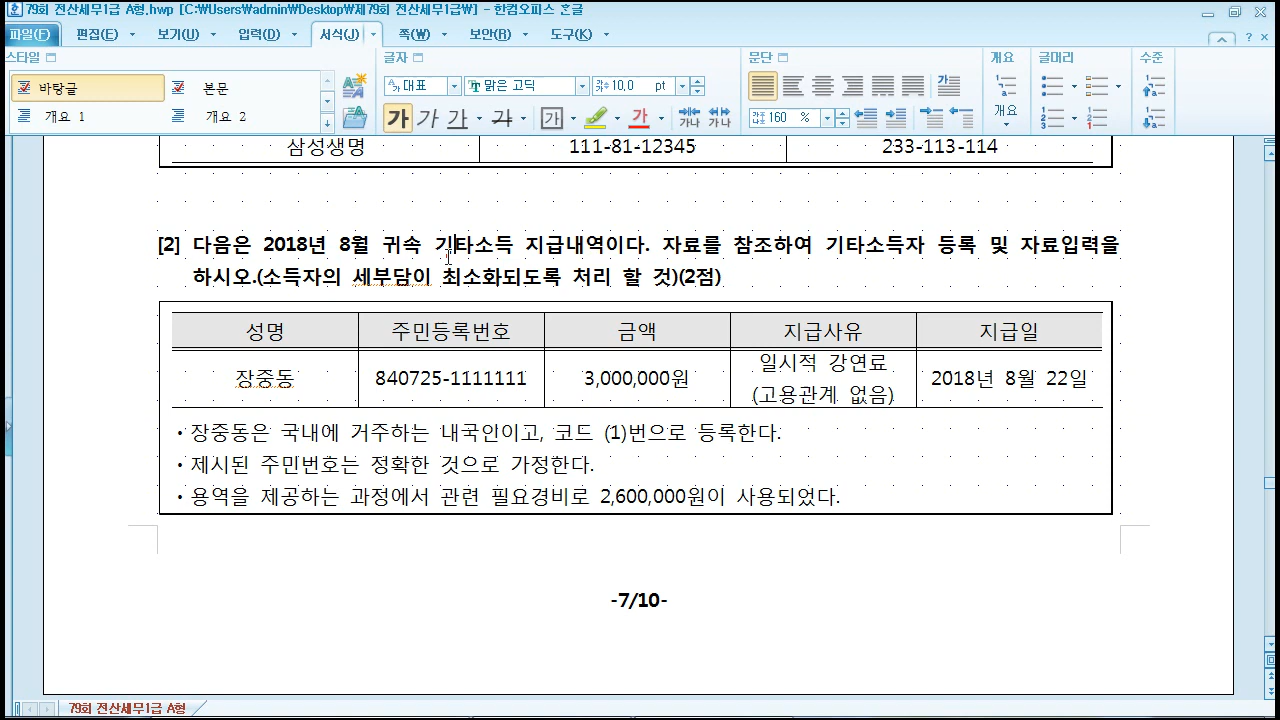 79회 전산세무1급 A형.hwp [C:₩Users₩admin₩Desktop₩제79회 전산세무1급₩] - 한컴오피스 한글
파일(F) 편집(E) 보기(U) 입력(D) 서식(J) 쪽(W) 보안(R) 도구(K) ?
스타일 글자 문단 개요 글머리 수준
바탕글 본문 대표 맑은 고딕 10,0 pt
개요 1 개요 2 가 가 가 가 가 가 160 % 개요
삼성생명 111-81-12345 233-113-114
[2] 다음은 2018년 8월 귀속 기타소득 지급내역이다. 자료를 참조하여 기타소득자 등록 및 자료입력을
하시오.(소득자의 세부담이 최소화되도록 처리 할 것)(2점)
성명 주민등록번호 금액 지급사유 지급일
장중동 840725-1111111 3,000,000원 일시적 강연료 2018년 8월 22일
(고용관계 없음)
· 장중동은 국내에 거주하는 내국인이고, 코드 (1)번으로 등록한다.
· 제시된 주민번호는 정확한 것으로 가정한다.
· 용역을 제공하는 과정에서 관련 필요경비로 2,600,000원이 사용되었다.
-7/10-
79회 전산세무1급 A형